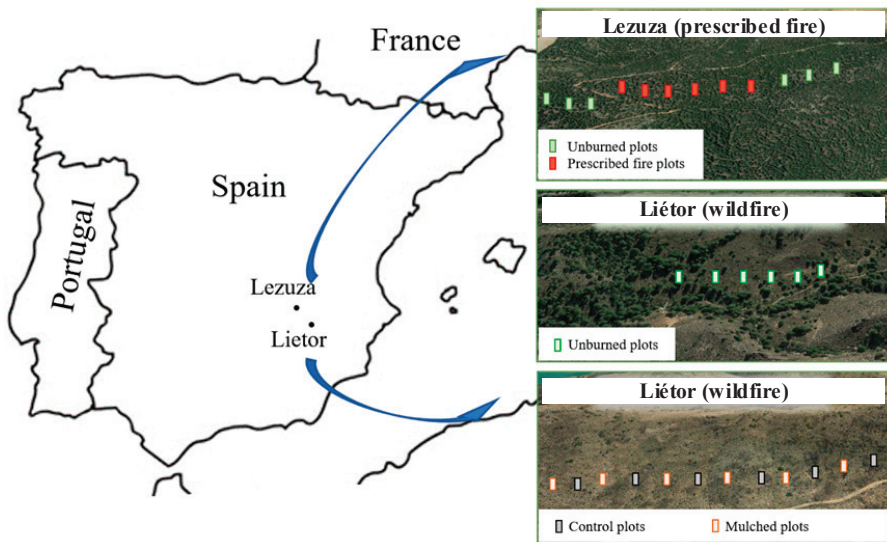 France
Spain
Portugal
Lezuza
Lietor
Lezuza (prescribed fire)
Unburned plots
Prescribed fire plots
Liétor (wildfire)
Unburned plots
Liétor (wildfire)
Control plots
Mulched plots